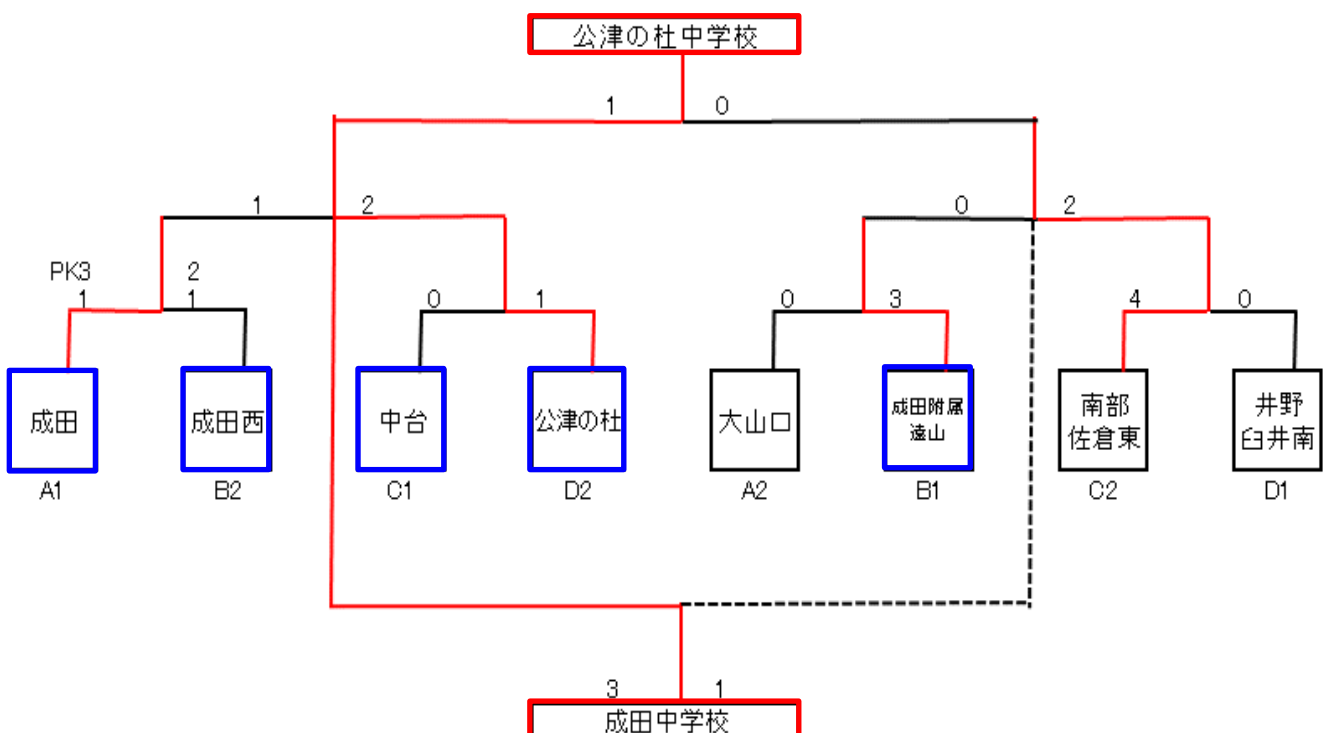 公津の杜中学校
1 0
1 2 0 2
PK3 2
1 1 0 1 0 3 4 0
成田 成田西 中台 公津の杜 大山口 成田附属 南部 井野
遠山 佐倉東 臼井南
A1 B2 C1 D2 A2 B1 C2 D1
3 1
成田中学校